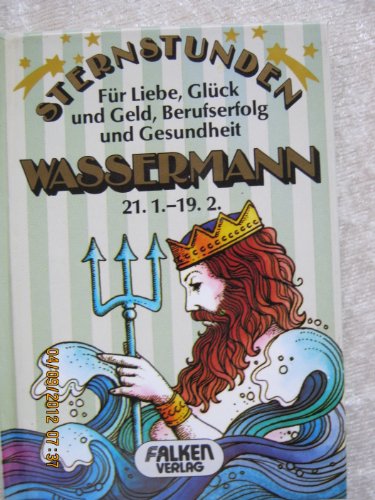 STERNSTUNDEN
Für Liebe, Glück
und Geld, Berufserfolg
und Gesundheit
WASSERMANN
21. 1.–19. 2.
FALKEN
VERLAG
04/09/2012 07:37